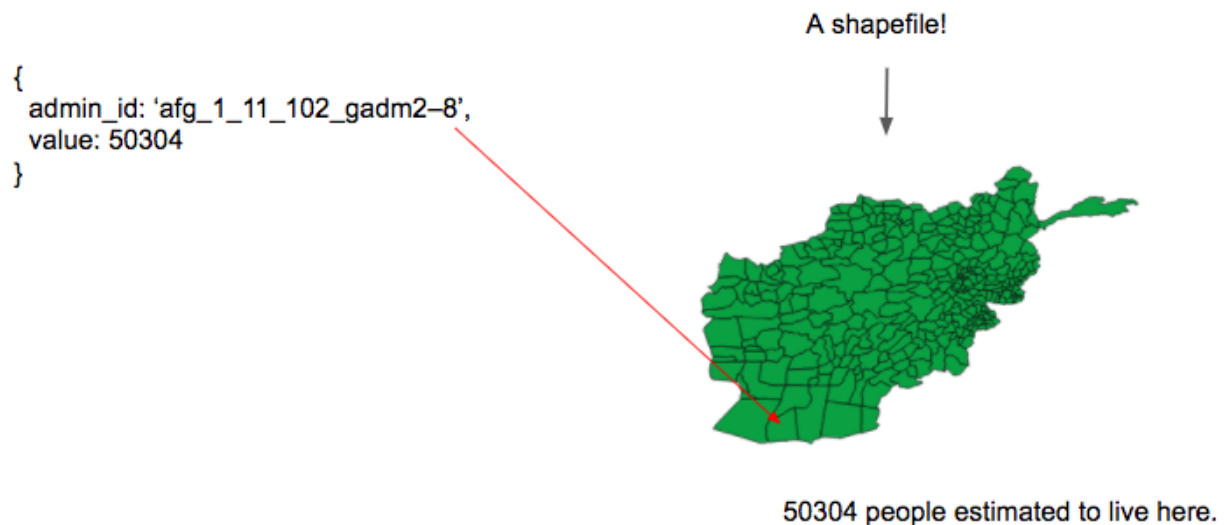 A shapefile!
{
admin_id: ‘afg_1_11_102_gadm2–8’,
value: 50304
}
50304 people estimated to live here.